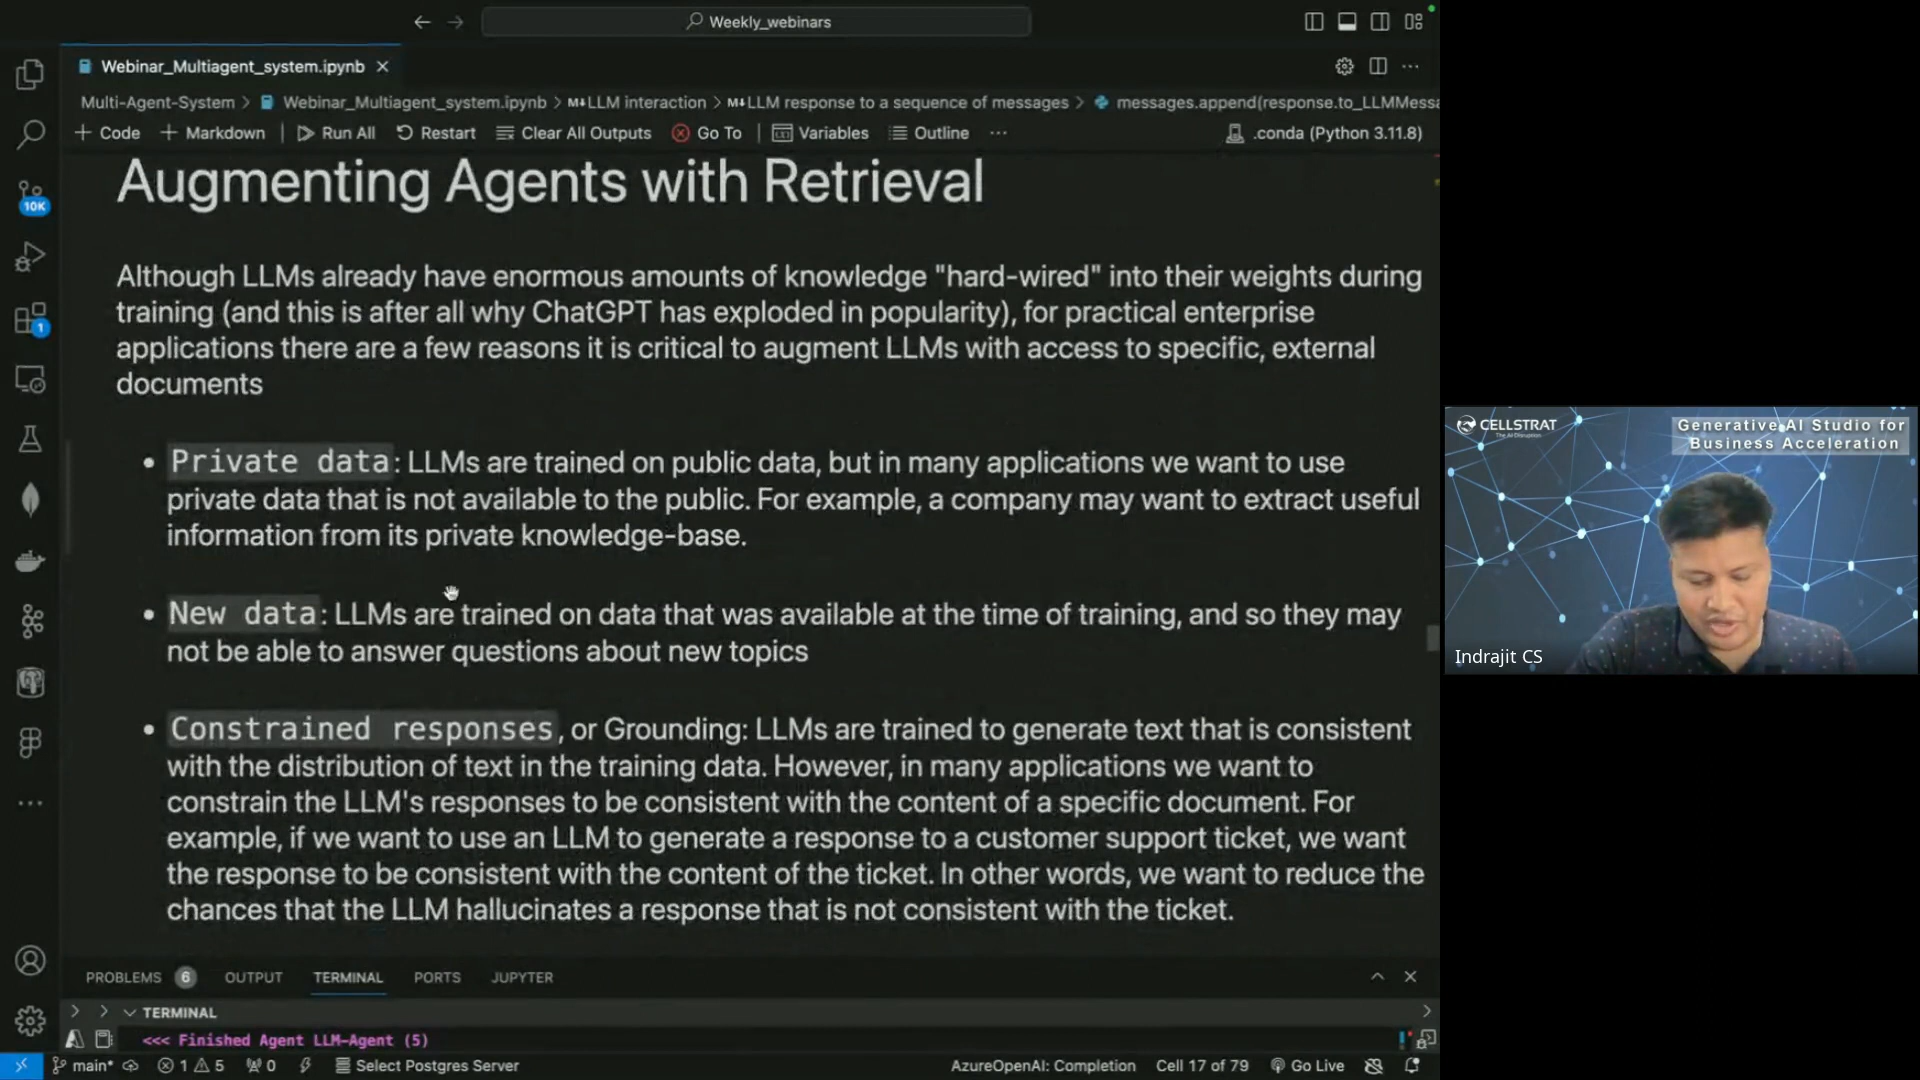 Weekly_webinars
Webinar_Multiagent_system.ipynb
Multi-Agent-System > Webinar_Multiagent_system.ipynb > M↓LLM interaction > M↓LLM response to a sequence of messages > messages.append(response.to_LLMMessa
+ Code + Markdown Run All Restart Clear All Outputs Go To Variables Outline ... .conda (Python 3.11.8)
10K
1
Augmenting Agents with Retrieval
Although LLMs already have enormous amounts of knowledge "hard-wired" into their weights during
training (and this is after all why ChatGPT has exploded in popularity), for practical enterprise
applications there are a few reasons it is critical to augment LLMs with access to specific, external
documents
• Private data: LLMs are trained on public data, but in many applications we want to use
private data that is not available to the public. For example, a company may want to extract useful
information from its private knowledge-base.
• New data: LLMs are trained on data that was available at the time of training, and so they may
not be able to answer questions about new topics
• Constrained responses, or Grounding: LLMs are trained to generate text that is consistent
with the distribution of text in the training data. However, in many applications we want to
constrain the LLM's responses to be consistent with the content of a specific document. For
example, if we want to use an LLM to generate a response to a customer support ticket, we want
the response to be consistent with the content of the ticket. In other words, we want to reduce the
chances that the LLM hallucinates a response that is not consistent with the ticket.
PROBLEMS 6 OUTPUT TERMINAL PORTS JUPYTER
TERMINAL
<<< Finished Agent LLM-Agent (5)
main* 1 5 0 Select Postgres Server AzureOpenAI: Completion Cell 17 of 79 Go Live
CELLSTRAT
The AI Disruption
Generative AI Studio for
Business Acceleration
Indrajit CS